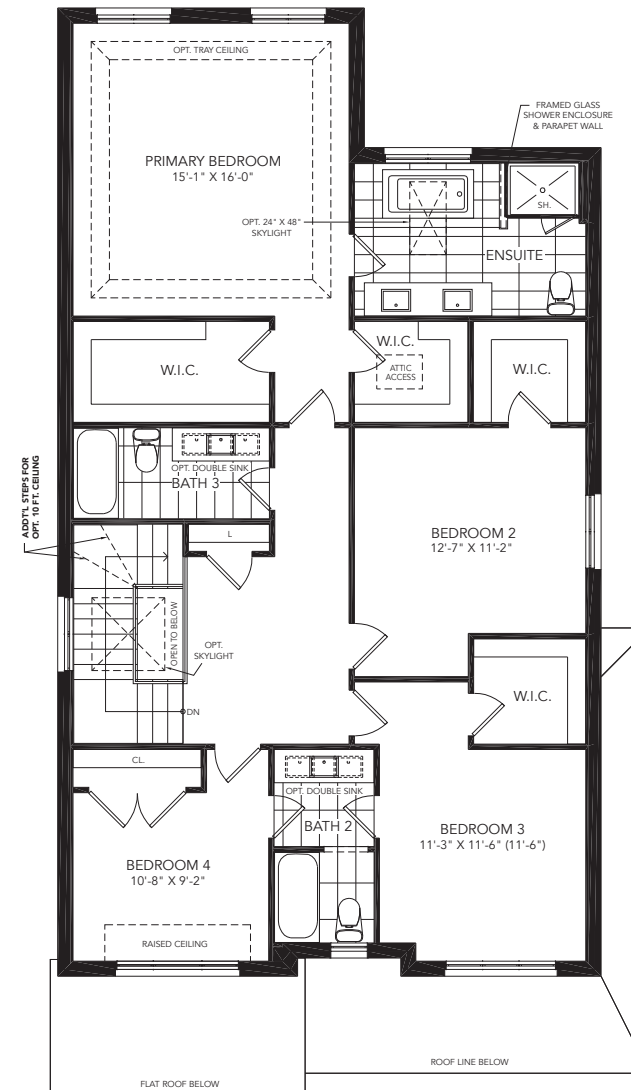 OPT. TRAY CEILING
PRIMARY BEDROOM
15'-1" X 16'-0"
FRAMED GLASS
SHOWER ENCLOSURE
& PARAPET WALL
SH.
OPT. 24" X 48"
SKYLIGHT
ENSUITE
W.I.C.
W.I.C.
ATTIC
ACCESS
W.I.C.
OPT. DOUBLE SINK
BATH 3
ADDT'L STEPS FOR
OPT. 10 FT. CEILING
L
BEDROOM 2
12'-7" X 11'-2"
OPEN TO BELOW
OPT.
SKYLIGHT
DN
W.I.C.
CL.
OPT. DOUBLE SINK
BATH 2
BEDROOM 3
11'-3" X 11'-6" (11'-6")
BEDROOM 4
10'-8" X 9'-2"
RAISED CEILING
ROOF LINE BELOW
FLAT ROOF BELOW